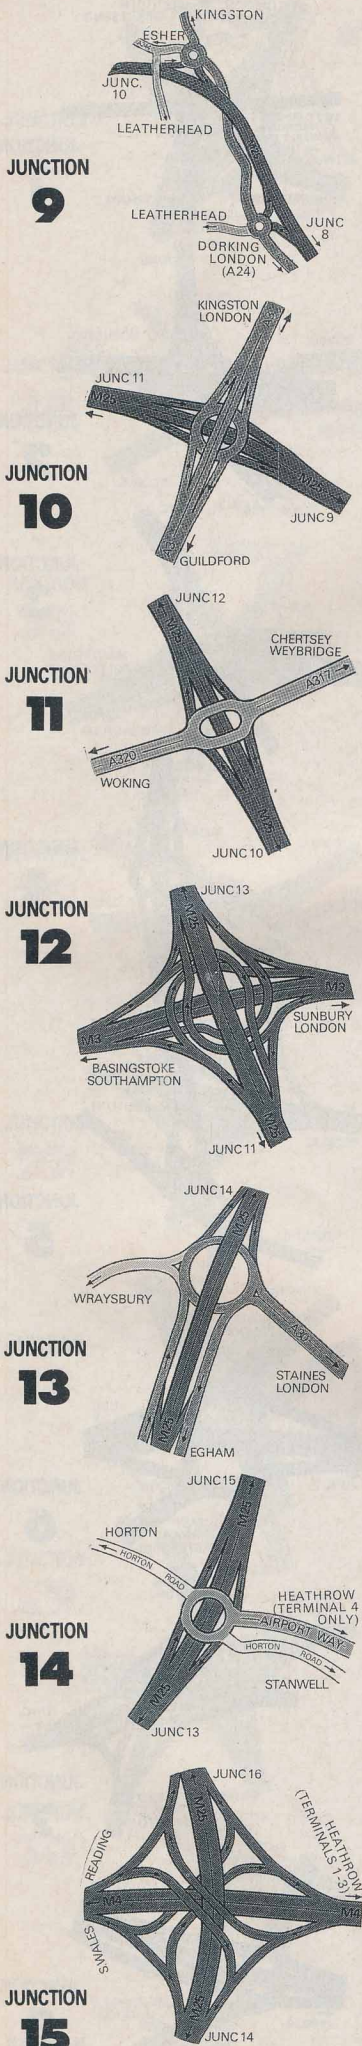 KINGSTON
ESHER
A244
JUNC.
10
LEATHERHEAD
JUNCTION
9
M25
LEATHERHEAD
JUNC
8
DORKING
LONDON
(A24)
KINGSTON
LONDON
JUNC 11
M25
JUNCTION
10
M25
JUNC 9
A3
GUILDFORD
JUNC 12
M25
CHERTSEY
WEYBRIDGE
JUNCTION
11
A317
A320
WOKING
M25
JUNC 10
JUNC 13
JUNCTION
12
M25
M3
SUNBURY
LONDON
M3
BASINGSTOKE
SOUTHAMPTON
M25
JUNC 11
JUNC 14
M25
WRAYSBURY
A30
JUNCTION
13
STAINES
LONDON
M25
EGHAM
JUNC 15
M25
HORTON
HORTON ROAD
HEATHROW
(TERMINAL 4
ONLY)
AIRPORT WAY
JUNCTION
14
HORTON ROAD
STANWELL
M25
JUNC 13
JUNC 16
M25
READING
HEATHROW
(TERMINALS 1-3)
M4
M4
S.WALES
JUNCTION
15
M25
JUNC 14